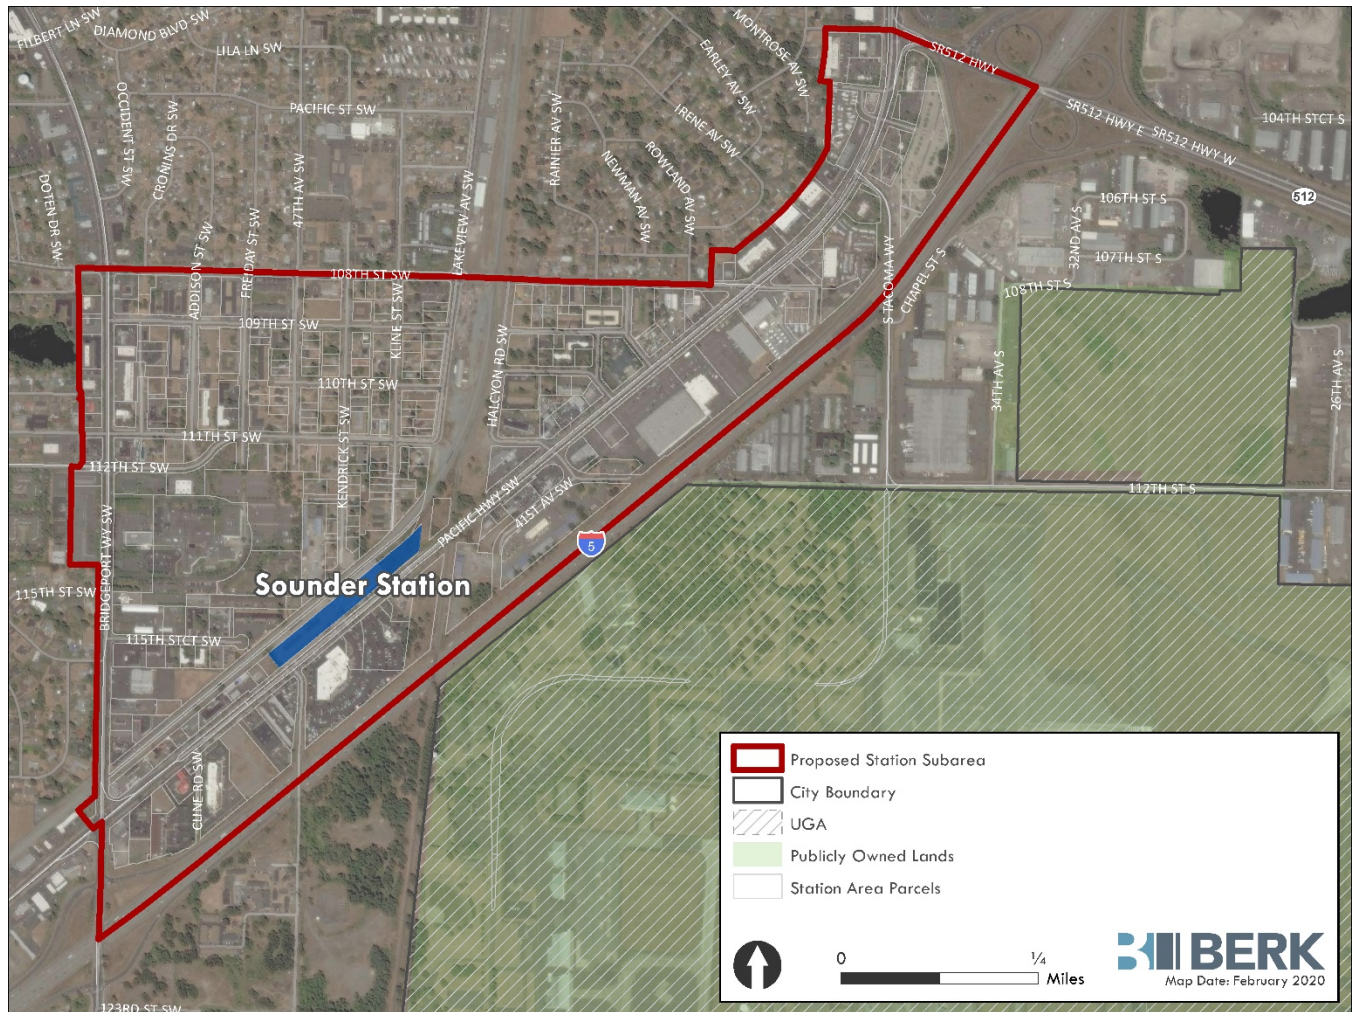 FILBERT LN SW
DIAMOND BLVD SW
LILA LN SW
MONTROSE AV SW
EARLEY AV SW
SR512 HWY
OCCIDENT ST SW
CRONINS DR SW
PACIFIC ST SW
47TH AV SW
RAINIER AV SW
IRENE AV SW
SR512 HWY E
SR512 HWY W
104TH STCT S
DOTEN DR SW
LAKEVIEW AV SW
NEWMAN AV SW
ROWLAND AV SW
106TH ST S
512
32ND AV S
107TH ST S
ADDISON ST SW
FREIDAY ST SW
108TH ST SW
S TACOMA WY
CHAPEL ST S
108TH ST S
109TH ST SW
KLINE ST SW
HALCYON RD SW
34TH AV S
26TH AV S
110TH ST SW
111TH ST SW
KENDRICK ST SW
112TH ST SW
PACIFIC HWY SW
41ST AV SW
112TH ST S
BRIDGEPORT WY SW
5
Sounder Station
115TH ST SW
115TH STCT SW
CLINE RD SW
123RD ST SW
Proposed Station Subarea
City Boundary
UGA
Publicly Owned Lands
Station Area Parcels
0
¼
Miles
BERK
Map Date: February 2020